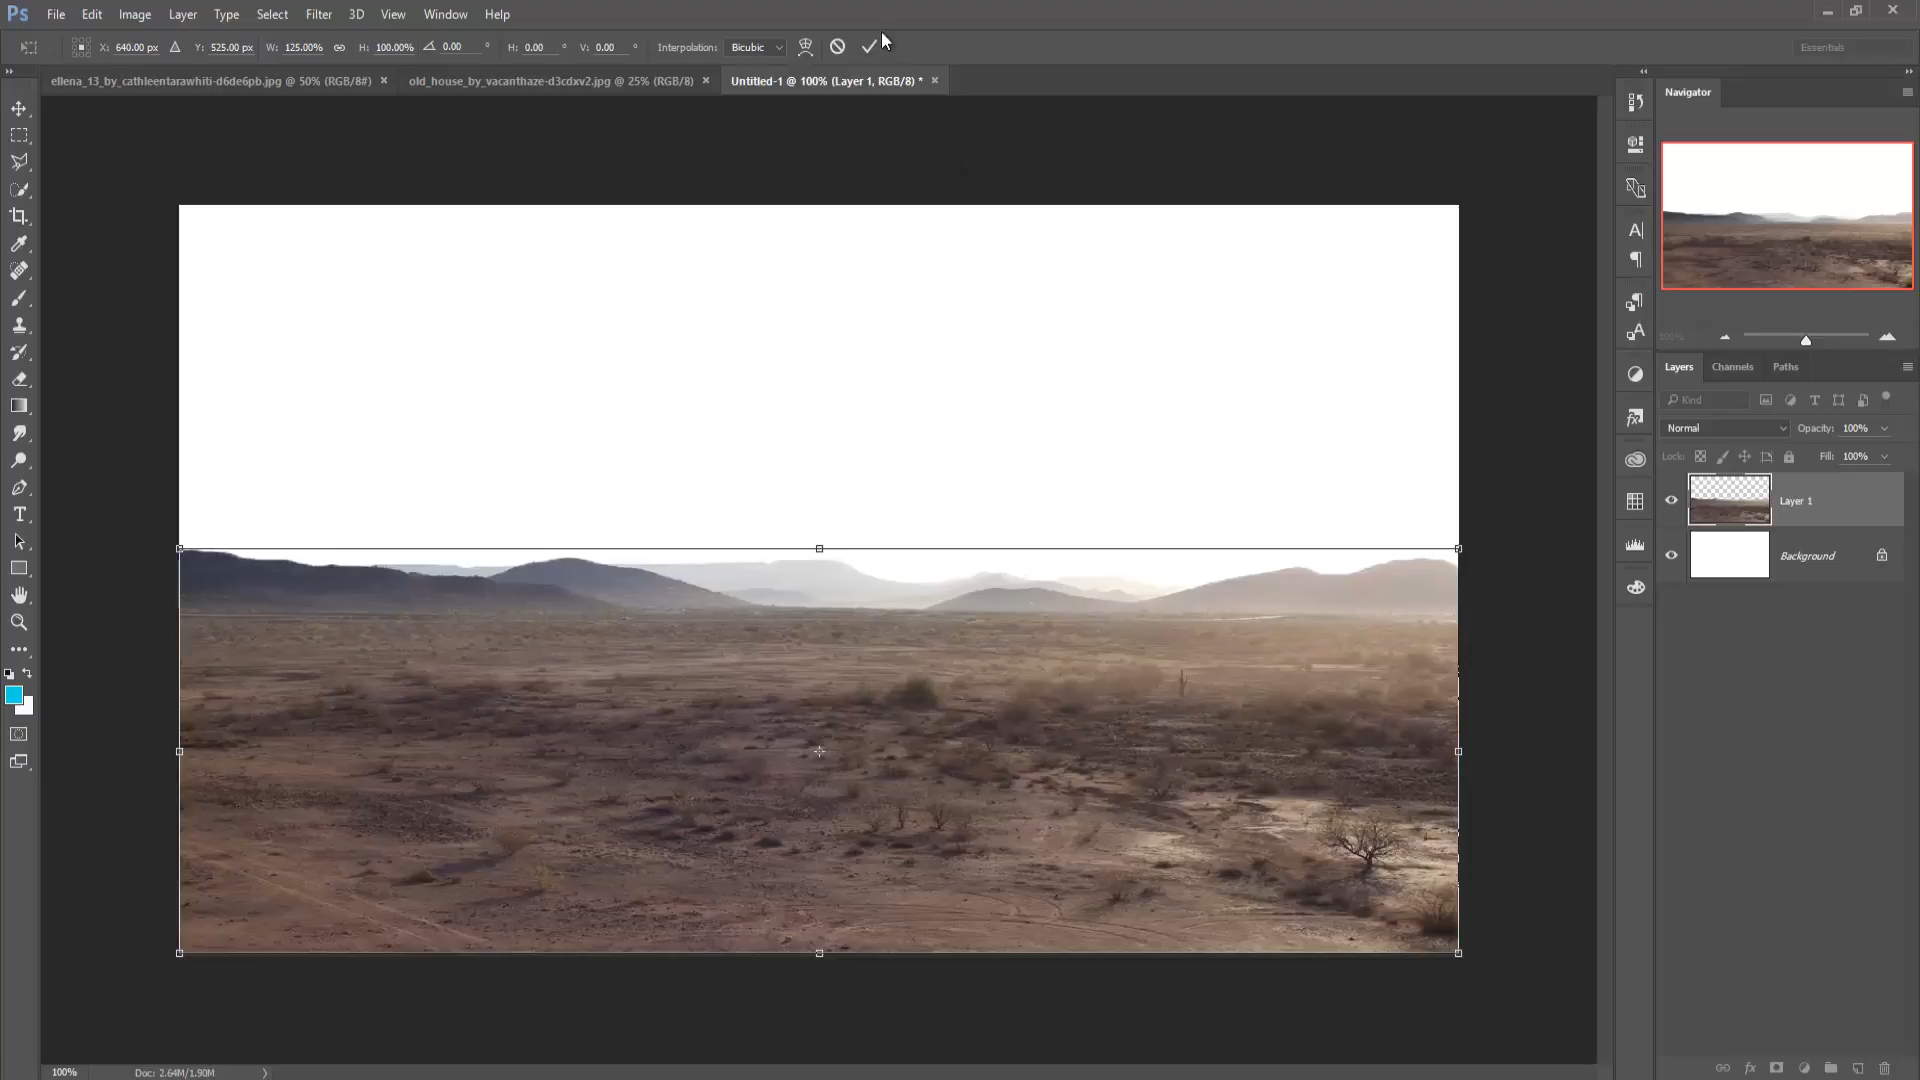 Ps File Edit Image Layer Type Select Filter 3D View Window Help
X: 640.00 px Y: 525.00 px W: 125.00% H: 100.00% 0.00 ° H: 0.00 ° V: 0.00 ° Interpolation: Bicubic Essentials
ellena_13_by_cathleentarawhiti-d6de6pb.jpg @ 50% (RGB/8#) × old_house_by_vacanthaze-d3cdxv2.jpg @ 25% (RGB/8) × Untitled-1 @ 100% (Layer 1, RGB/8) * ×
Navigator
100%
Layers Channels Paths
Kind
Normal Opacity: 100%
Lock: Fill: 100%
Layer 1
Background
100% Doc: 2.64M/1.90M